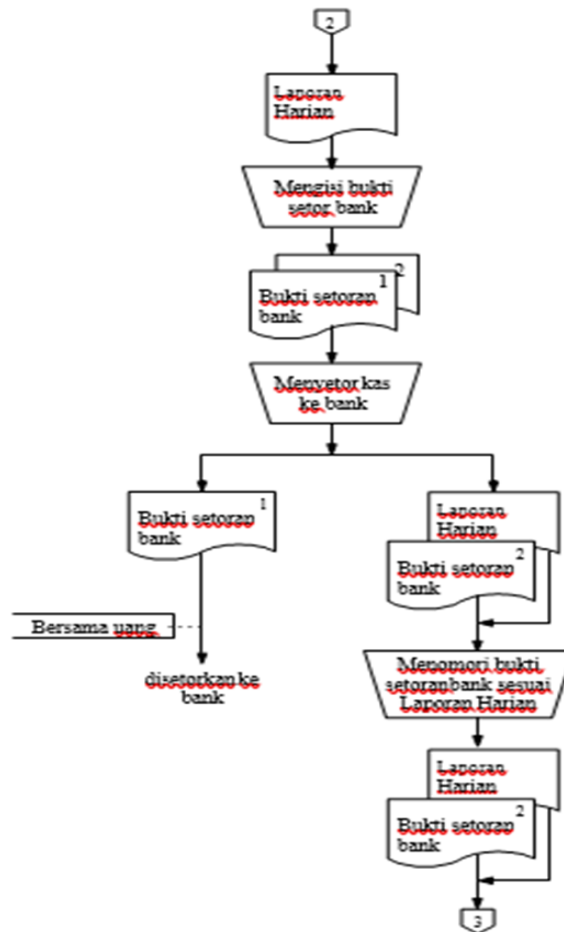 2
Laporan
Harian
Mengisi bukti
setor bank
2
1
Bukti setoran
bank
Menyetor kas
ke bank
1
Bukti setoran
bank
Bersama uang
disetorkan ke
bank
Laporan
Harian
2
Bukti setoran
bank
Menomori bukti
setoran bank sesuai
Laporan Harian
Laporan
Harian
2
Bukti setoran
bank
3